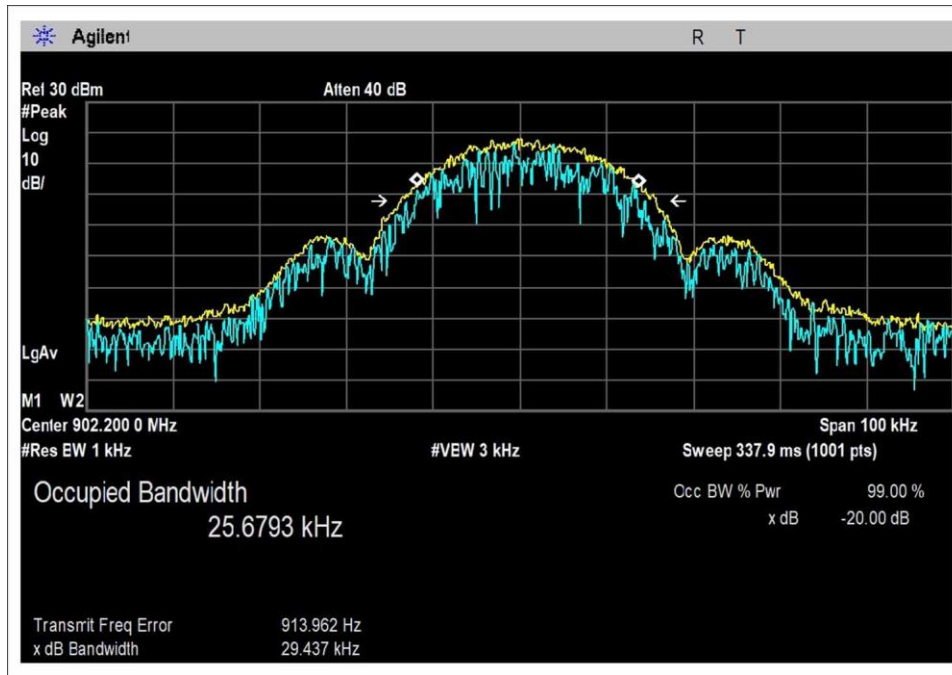 Agilent
R T
Ref 30 dBm Atten 40 dB
#Peak
Log
10
dB/
LgAv
M1 W2
Center 902.200 0 MHz Span 100 kHz
#Res BW 1 kHz #VBW 3 kHz Sweep 337.9 ms (1001 pts)
Occupied Bandwidth
25.6793 kHz
Occ BW % Pwr 99.00 %
x dB -20.00 dB
Transmit Freq Error 913.962 Hz
x dB Bandwidth 29.437 kHz